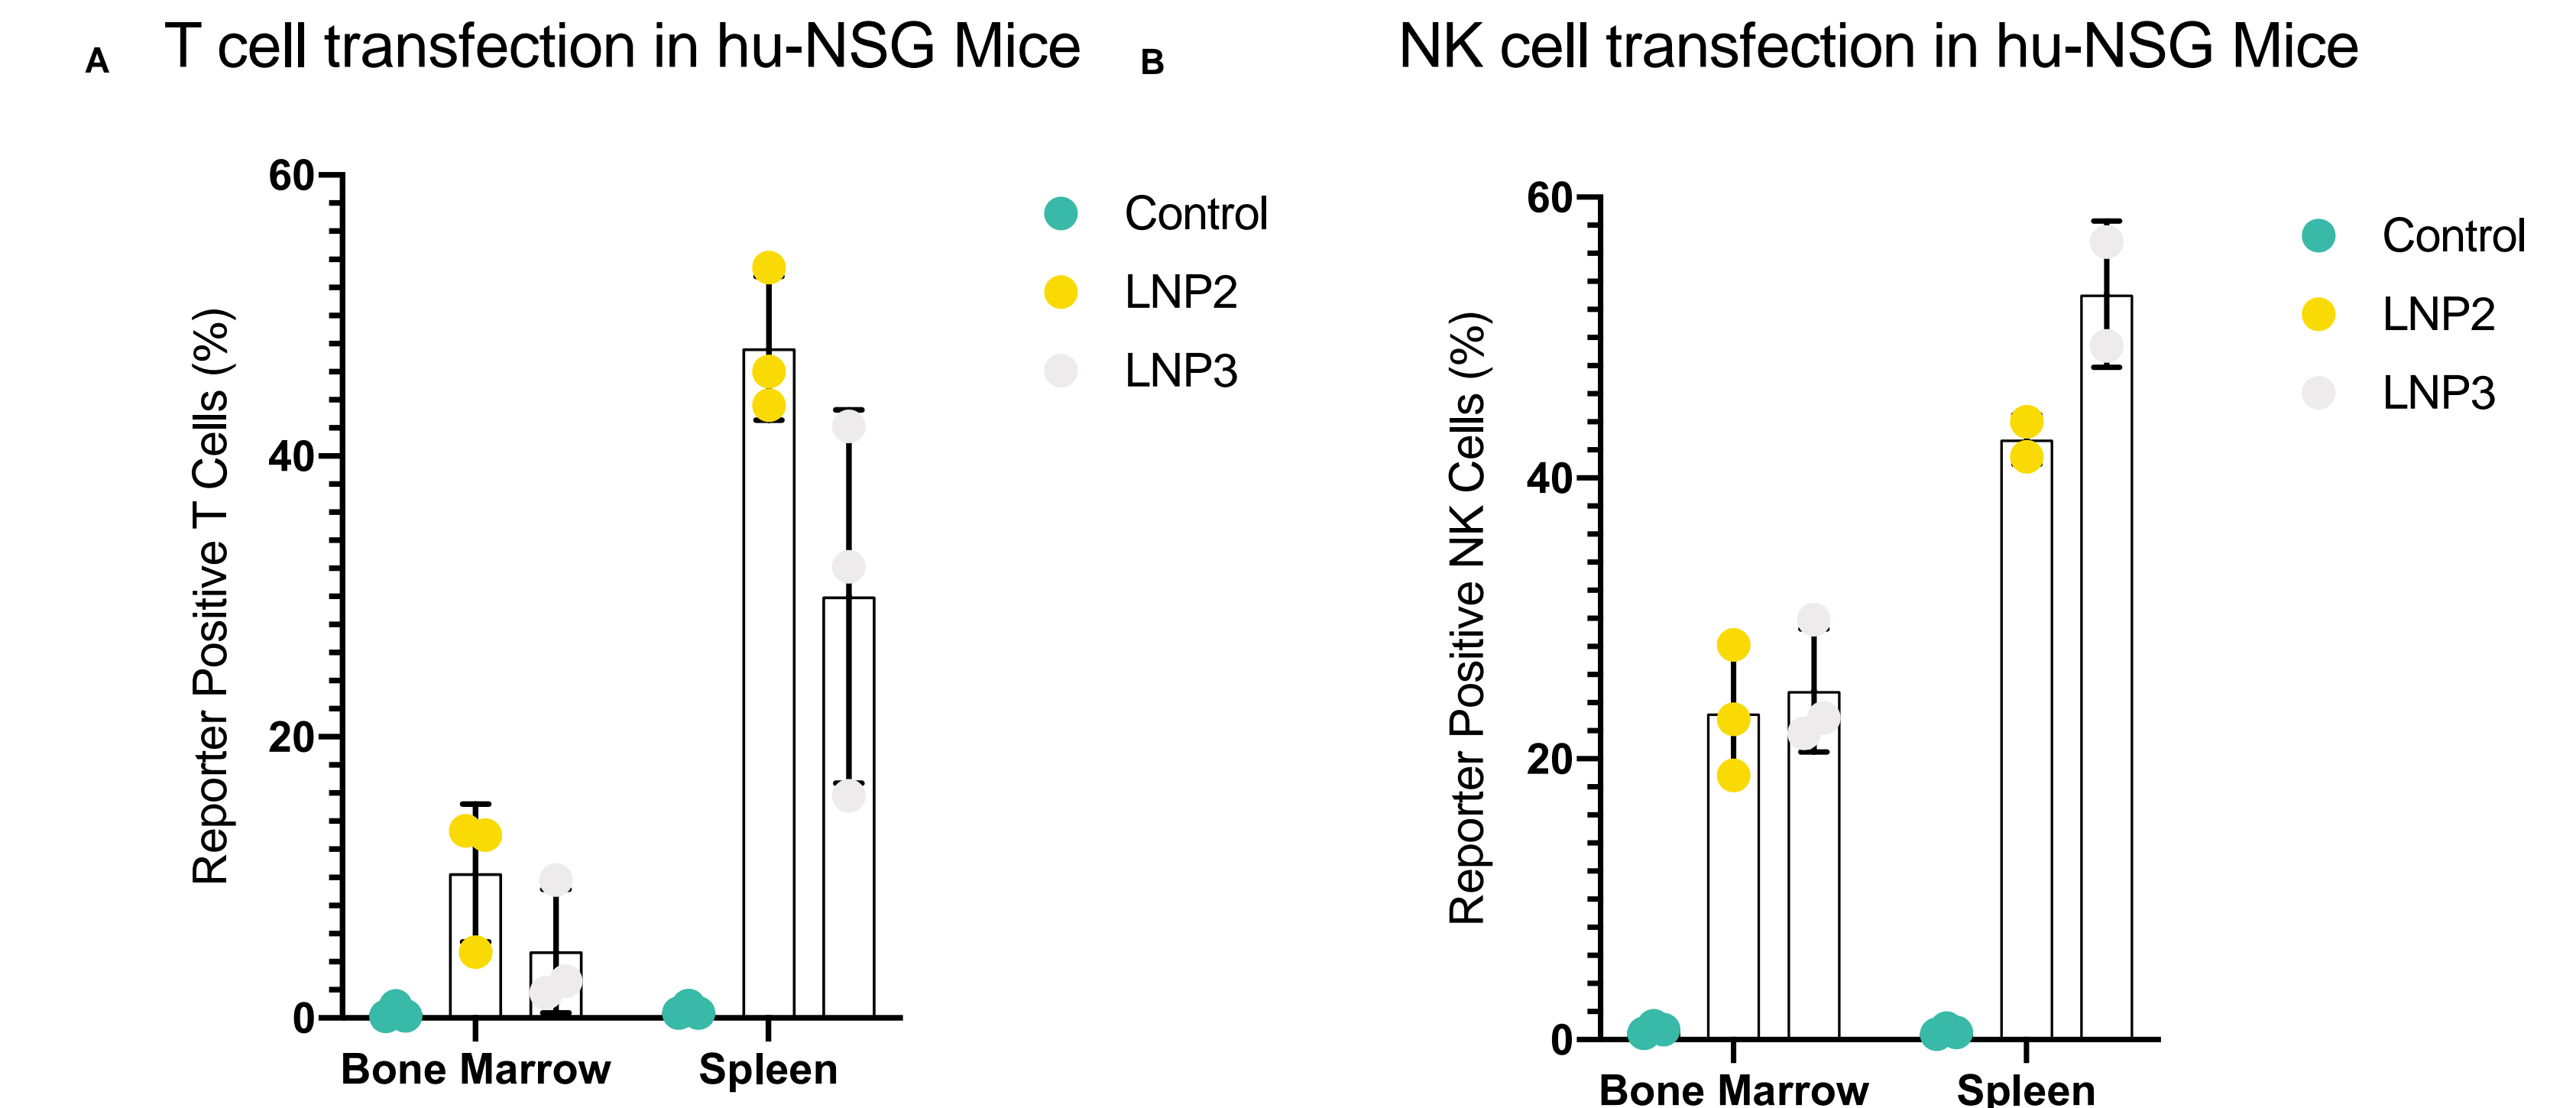 A T cell transfection in hu-NSG Mice
60
40
20
0
Reporter Positive T Cells (%)
Bone Marrow Spleen
Control
LNP2
LNP3
B NK cell transfection in hu-NSG Mice
60
40
20
0
Reporter Positive NK Cells (%)
Bone Marrow Spleen
Control
LNP2
LNP3